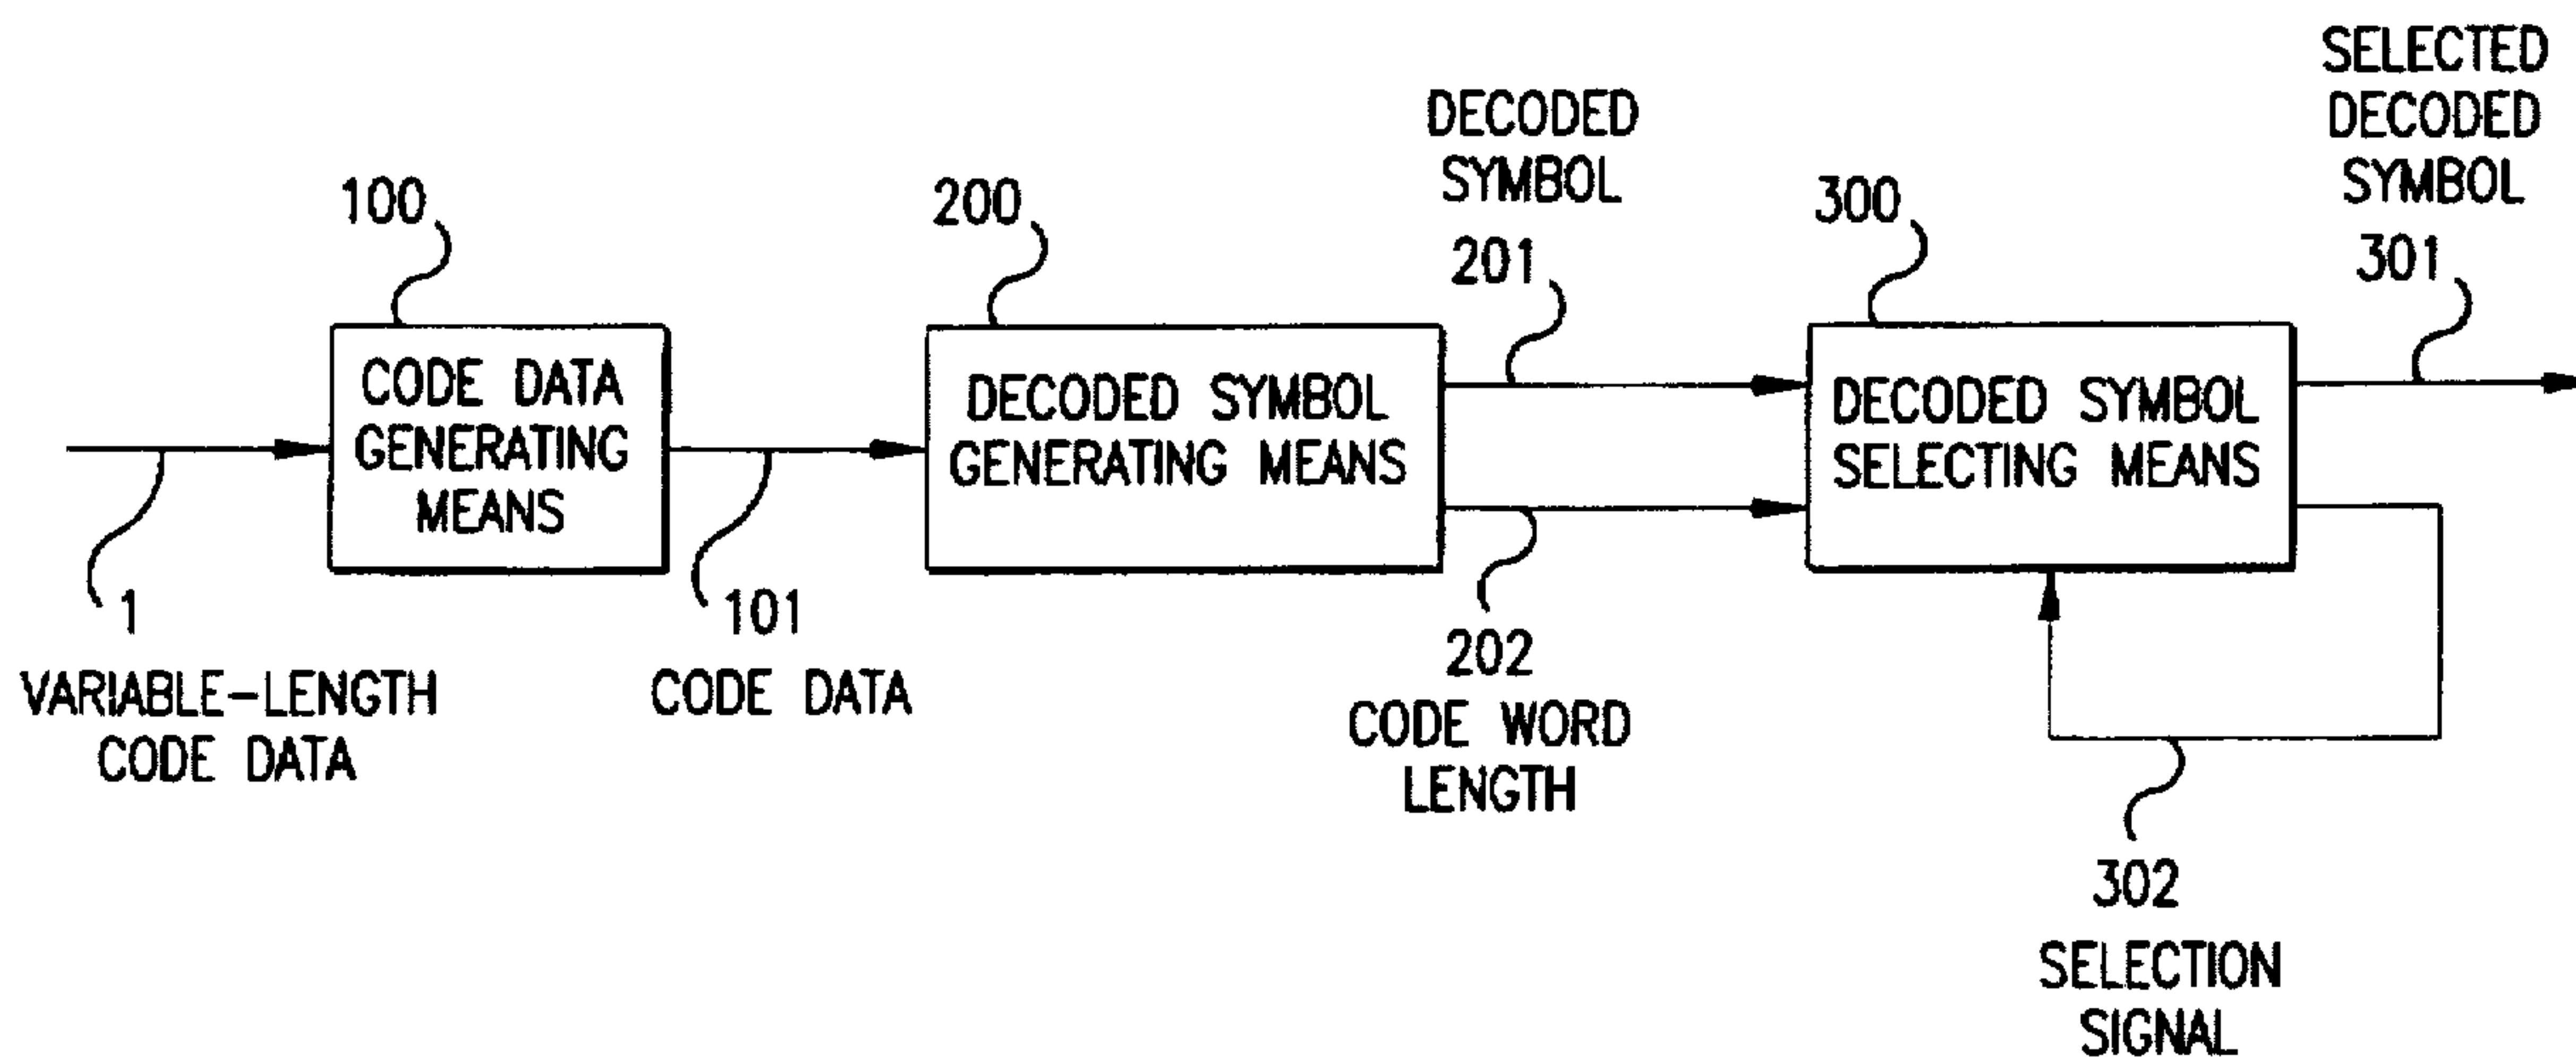 SELECTED
DECODED
SYMBOL
301
DECODED
SYMBOL
201
100
200
300
CODE DATA
GENERATING
MEANS
DECODED SYMBOL
GENERATING MEANS
DECODED SYMBOL
SELECTING MEANS
1
VARIABLE-LENGTH
CODE DATA
101
CODE DATA
202
CODE WORD
LENGTH
302
SELECTION
SIGNAL